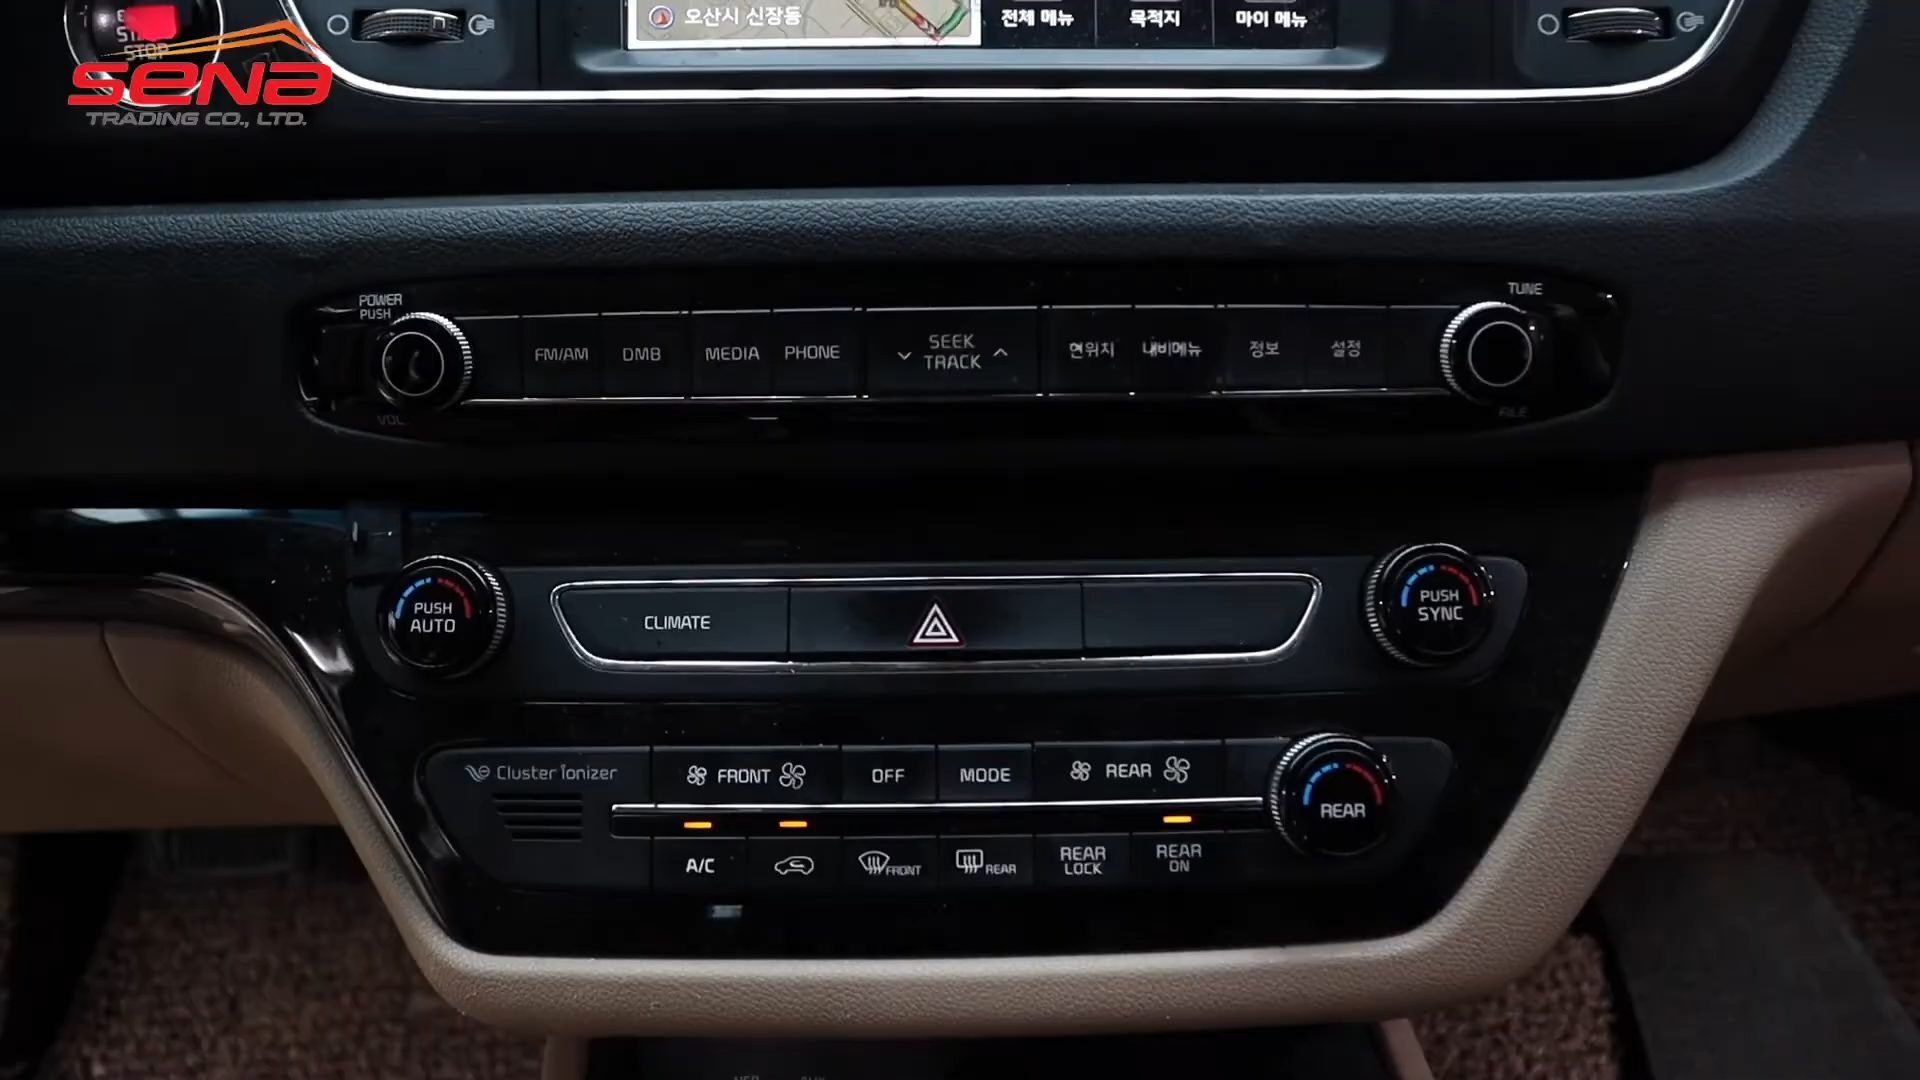 STOP
SENA
TRADING CO., LTD.
오산시 신장동
전체 메뉴
목적지
마이 메뉴
POWER
PUSH
VOL
FM/AM
DMB
MEDIA
PHONE
SEEK
TRACK
현위치
내비메뉴
정보
설정
TUNE
FILE
PUSH
AUTO
CLIMATE
PUSH
SYNC
Cluster ionizer
FRONT
OFF
MODE
REAR
REAR
A/C
FRONT
REAR
REAR
LOCK
REAR
ON